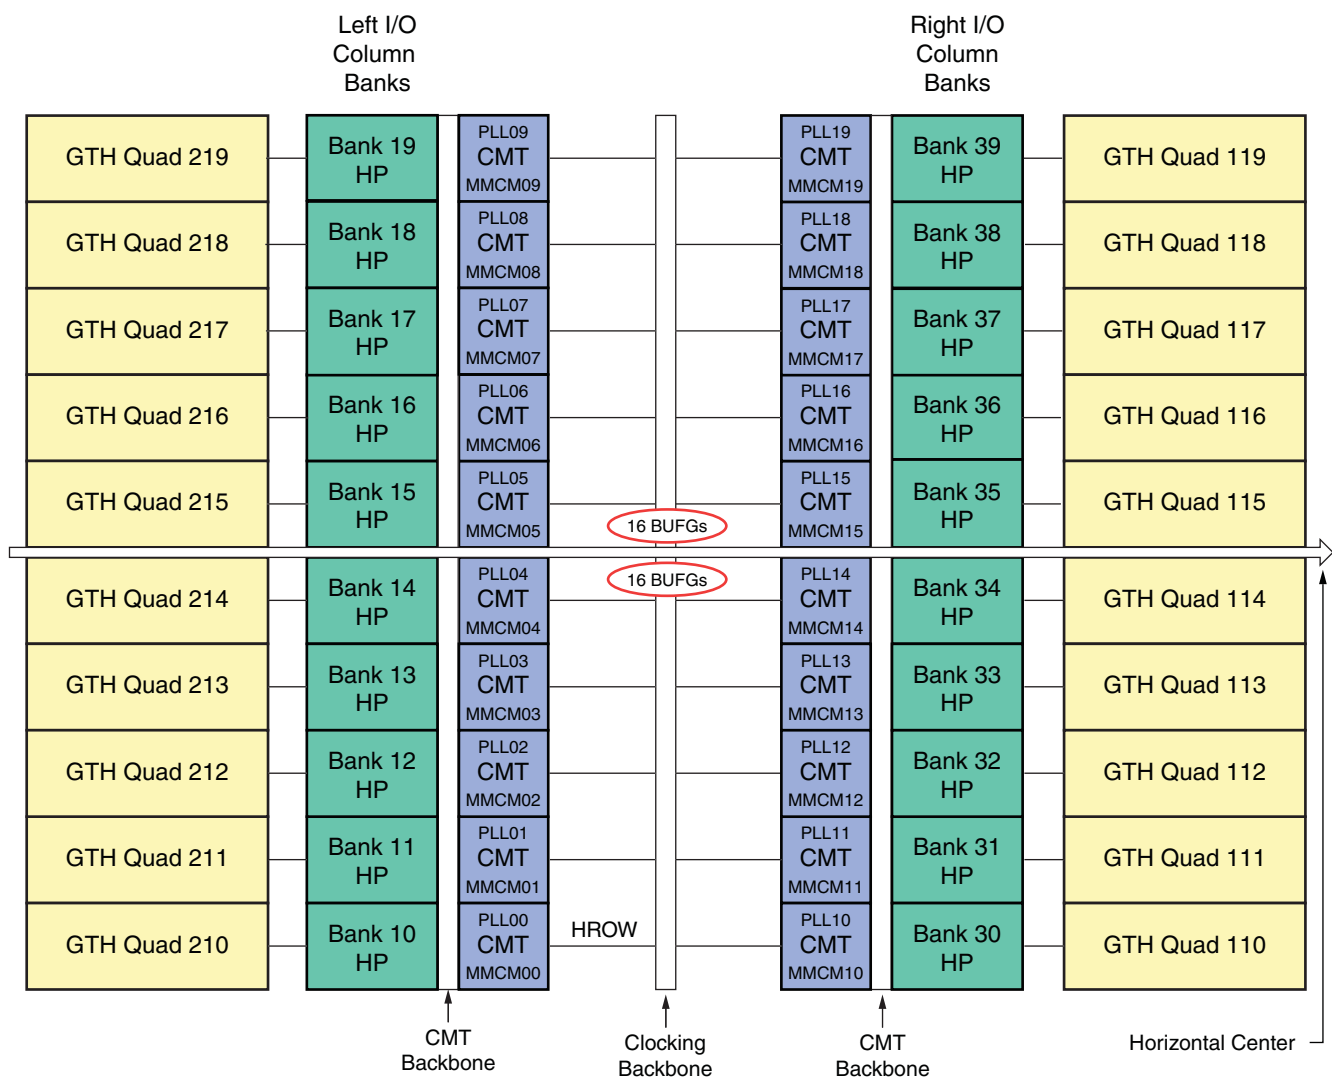 Left I/O
Column
Banks
Right I/O
Column
Banks
GTH Quad 219
Bank 19
HP
PLL09
CMT
MMCM09
PLL19
CMT
MMCM19
Bank 39
HP
GTH Quad 119
GTH Quad 218
Bank 18
HP
PLL08
CMT
MMCM08
PLL18
CMT
MMCM18
Bank 38
HP
GTH Quad 118
GTH Quad 217
Bank 17
HP
PLL07
CMT
MMCM07
PLL17
CMT
MMCM17
Bank 37
HP
GTH Quad 117
GTH Quad 216
Bank 16
HP
PLL06
CMT
MMCM06
PLL16
CMT
MMCM16
Bank 36
HP
GTH Quad 116
GTH Quad 215
Bank 15
HP
PLL05
CMT
MMCM05
16 BUFGs
PLL15
CMT
MMCM15
Bank 35
HP
GTH Quad 115
GTH Quad 214
Bank 14
HP
PLL04
CMT
MMCM04
16 BUFGs
PLL14
CMT
MMCM14
Bank 34
HP
GTH Quad 114
GTH Quad 213
Bank 13
HP
PLL03
CMT
MMCM03
PLL13
CMT
MMCM13
Bank 33
HP
GTH Quad 113
GTH Quad 212
Bank 12
HP
PLL02
CMT
MMCM02
PLL12
CMT
MMCM12
Bank 32
HP
GTH Quad 112
GTH Quad 211
Bank 11
HP
PLL01
CMT
MMCM01
PLL11
CMT
MMCM11
Bank 31
HP
GTH Quad 111
GTH Quad 210
Bank 10
HP
PLL00
CMT
MMCM00
HROW
PLL10
CMT
MMCM10
Bank 30
HP
GTH Quad 110
CMT
Backbone
Clocking
Backbone
CMT
Backbone
Horizontal Center